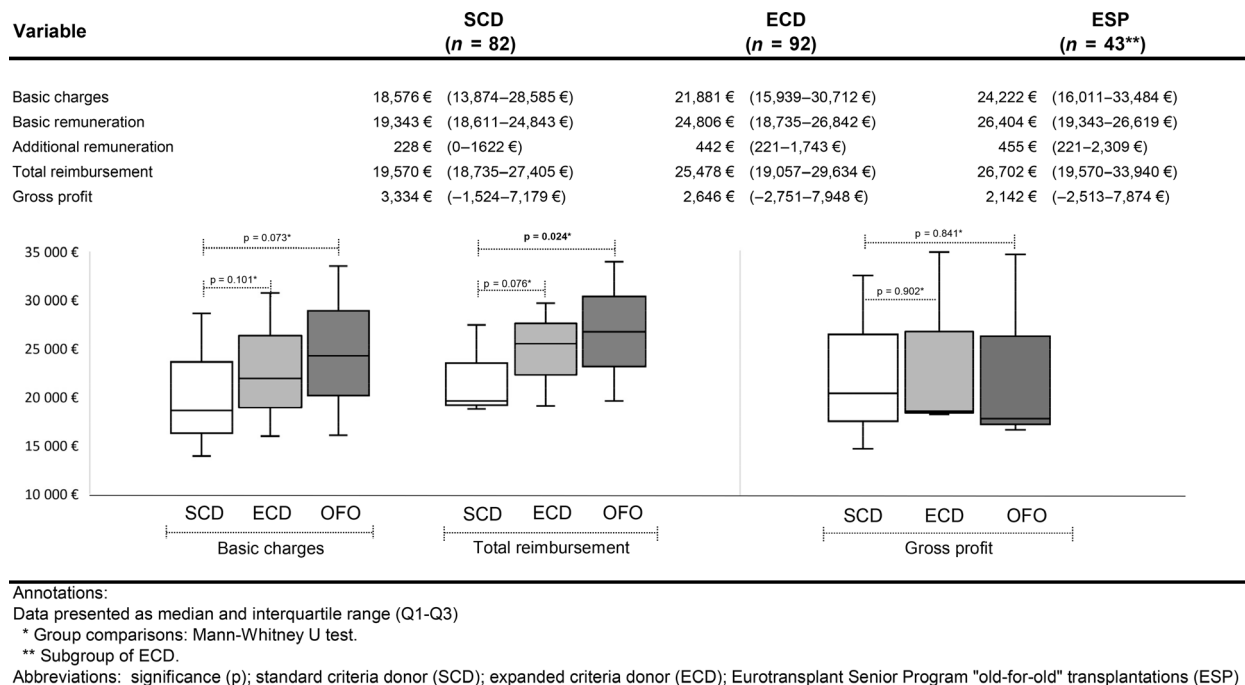 Variable SCD ECD ESP
(n = 82) (n = 92) (n = 43**)
Basic charges 18,576 € (13,874–28,585 €) 21,881 € (15,939–30,712 €) 24,222 € (16,011–33,484 €)
Basic remuneration 19,343 € (18,611–24,843 €) 24,806 € (18,735–26,842 €) 26,404 € (19,343–26,619 €)
Additional remuneration 228 € (0–1622 €) 442 € (221–1,743 €) 455 € (221–2,309 €)
Total reimbursement 19,570 € (18,735–27,405 €) 25,478 € (19,057–29,634 €) 26,702 € (19,570–33,940 €)
Gross profit 3,334 € (–1,524–7,179 €) 2,646 € (–2,751–7,948 €) 2,142 € (–2,513–7,874 €)
p = 0.073* p = 0.024* p = 0.841*
35 000 €
p = 0.101* p = 0.076* p = 0.902*
30 000 €
25 000 €
20 000 €
15 000 €
10 000 €
SCD ECD OFO SCD ECD OFO SCD ECD OFO
Basic charges Total reimbursement Gross profit
Annotations:
Data presented as median and interquartile range (Q1-Q3)
* Group comparisons: Mann-Whitney U test.
** Subgroup of ECD.
Abbreviations: significance (p); standard criteria donor (SCD); expanded criteria donor (ECD); Eurotransplant Senior Program "old-for-old" transplantations (ESP)